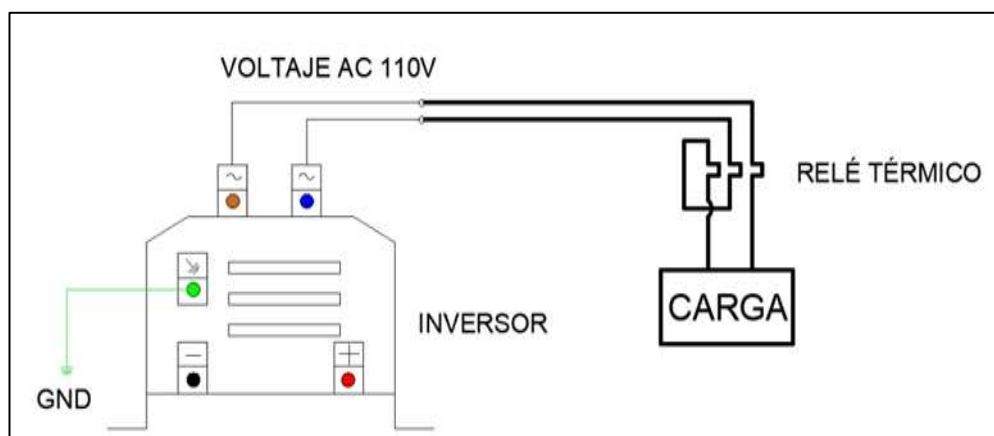 VOLTAJE AC 110V
RELÉ TÉRMICO
CARGA
INVERSOR
GND